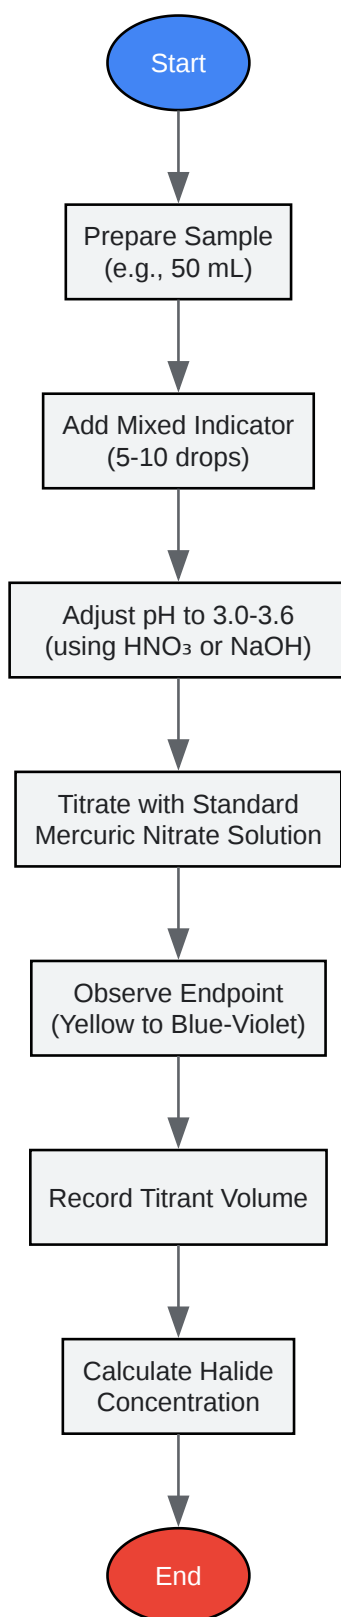 Start
Prepare Sample
(e.g., 50 mL)
Add Mixed Indicator
(5-10 drops)
Adjust pH to 3.0-3.6
(using HNO₃ or NaOH)
Titrate with Standard
Mercuric Nitrate Solution
Observe Endpoint
(Yellow to Blue-Violet)
Record Titrant Volume
Calculate Halide
Concentration
End